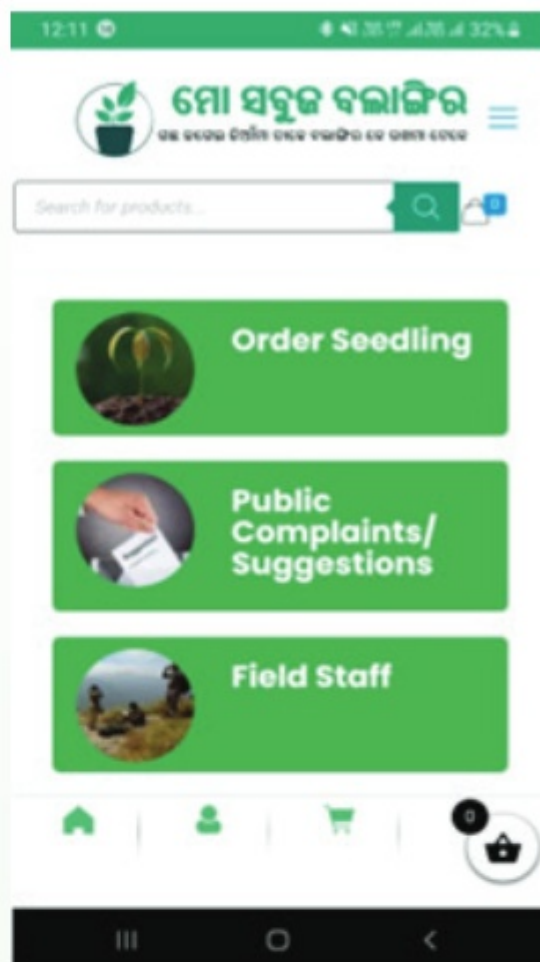 12:11
32%
ମୋ ସବୁଜ ବଲାଙ୍ଗିର
Search for products...
0
Order Seedling
Public
Complaints/
Suggestions
Field Staff
0